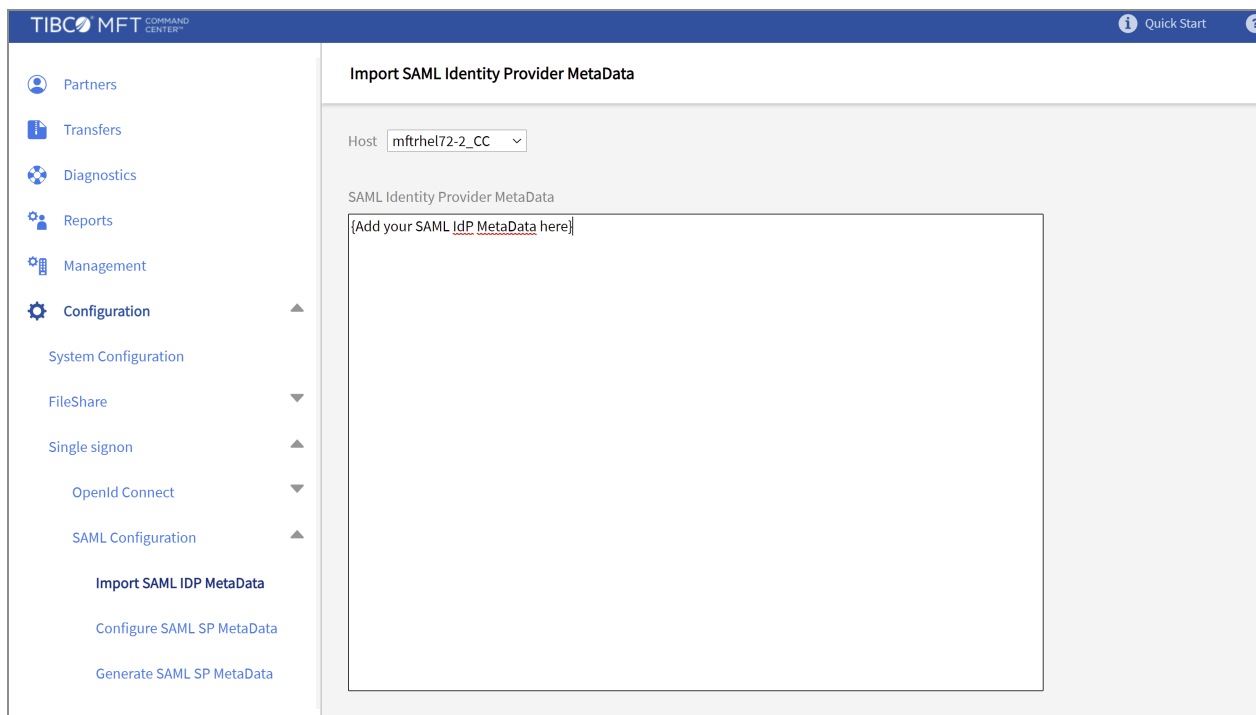 TIBCO® MFT COMMAND CENTER™
Quick Start
Partners
Transfers
Diagnostics
Reports
Management
Configuration
System Configuration
FileShare
Single signon
OpenId Connect
SAML Configuration
Import SAML IDP MetaData
Configure SAML SP MetaData
Generate SAML SP MetaData
Import SAML Identity Provider MetaData
Host mftrhel72-2_CC
SAML Identity Provider MetaData
{Add your SAML IdP MetaData here}